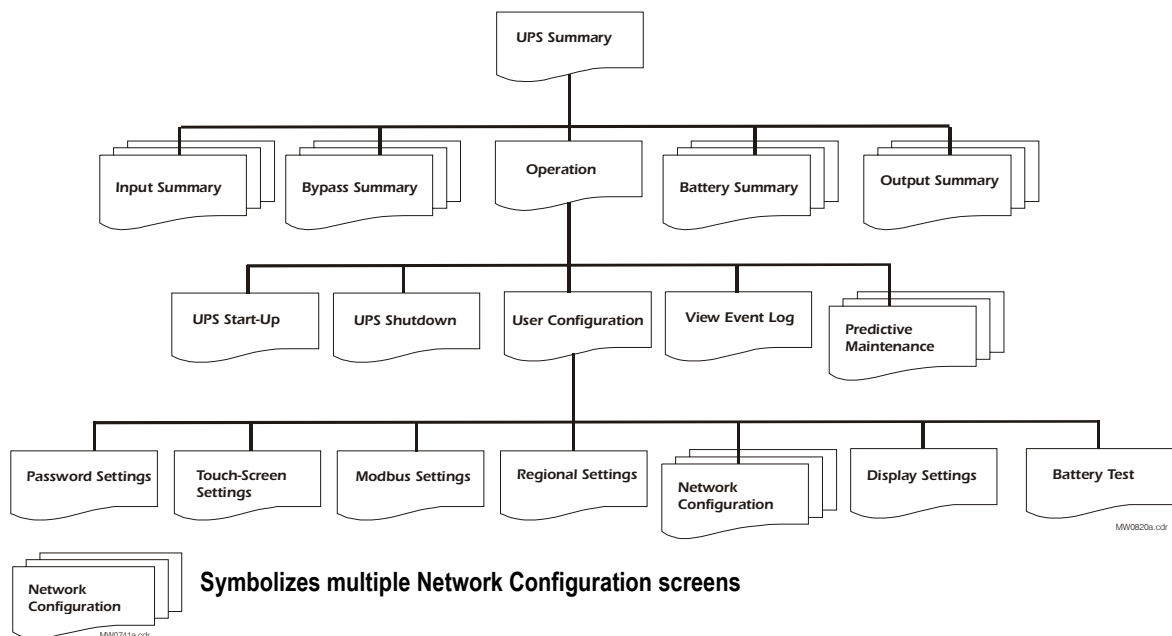 UPS Summary
Input Summary
Bypass Summary
Operation
Battery Summary
Output Summary
UPS Start-Up
UPS Shutdown
User Configuration
View Event Log
Predictive
Maintenance
Password Settings
Touch-Screen
Settings
Modbus Settings
Regional Settings
Network
Configuration
Display Settings
Battery Test
MW0820a.cdr
Network
Configuration
Symbolizes multiple Network Configuration screens
MW0741a.cdr